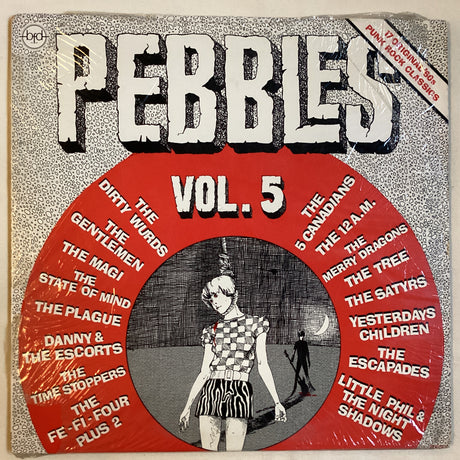 bfd
17 ORIGINAL 60s
PUNK ROCK CLASSICS
PEBBLES
VOL. 5
THE
DIRTY WURDS
THE
GENTLEMEN
THE MAGI
THE
STATE OF MIND
THE PLAGUE
DANNY &
THE ESCORTS
THE
TIME STOPPERS
THE
FE-FI-FOUR
PLUS 2
THE
5 CANADIANS
THE 12 A.M.
THE
MERRY DRAGONS
THE TREE
THE SATYRS
YESTERDAYS
CHILDREN
THE
ESCAPADES
LITTLE PHIL &
THE NIGHT
SHADOWS